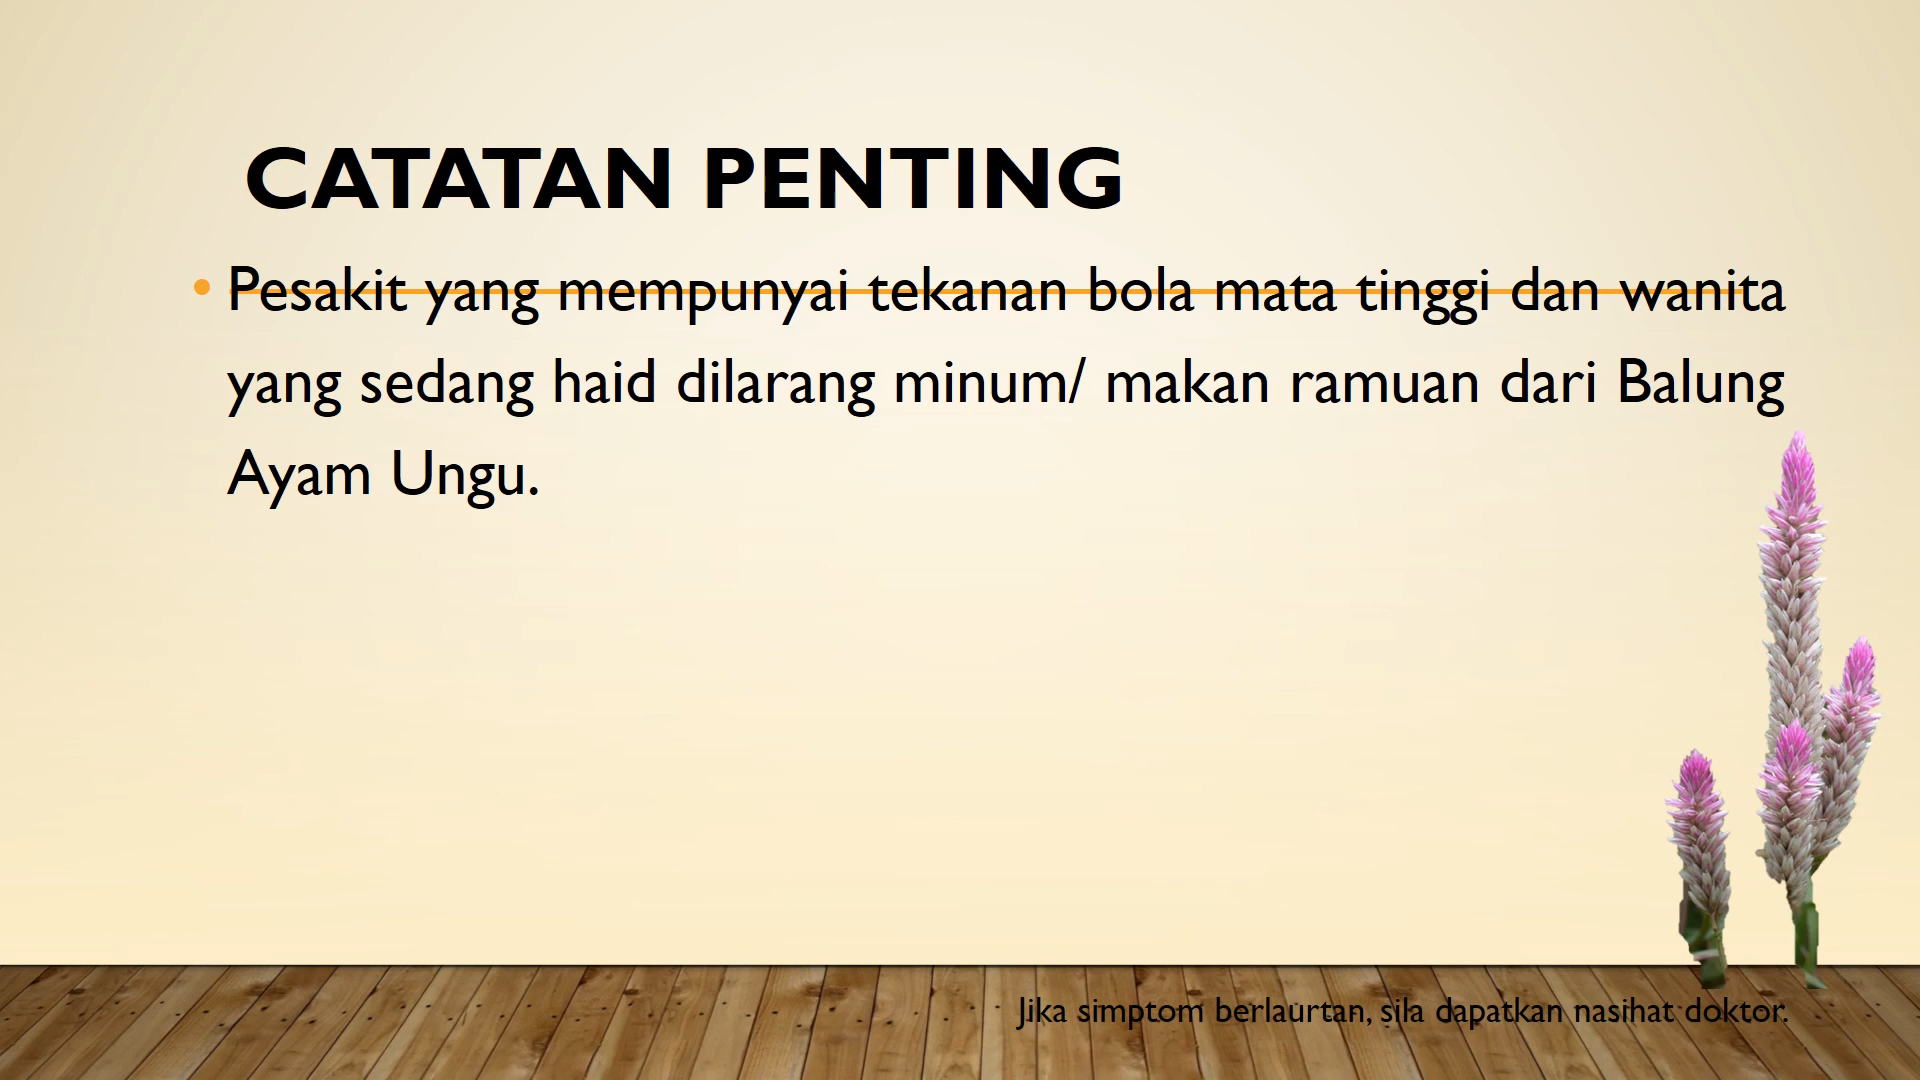 CATATAN PENTING
• Pesakit yang mempunyai tekanan bola mata tinggi dan wanita
yang sedang haid dilarang minum/ makan ramuan dari Balung
Ayam Ungu.
Jika simptom berlaurtan, sila dapatkan nasihat doktor.